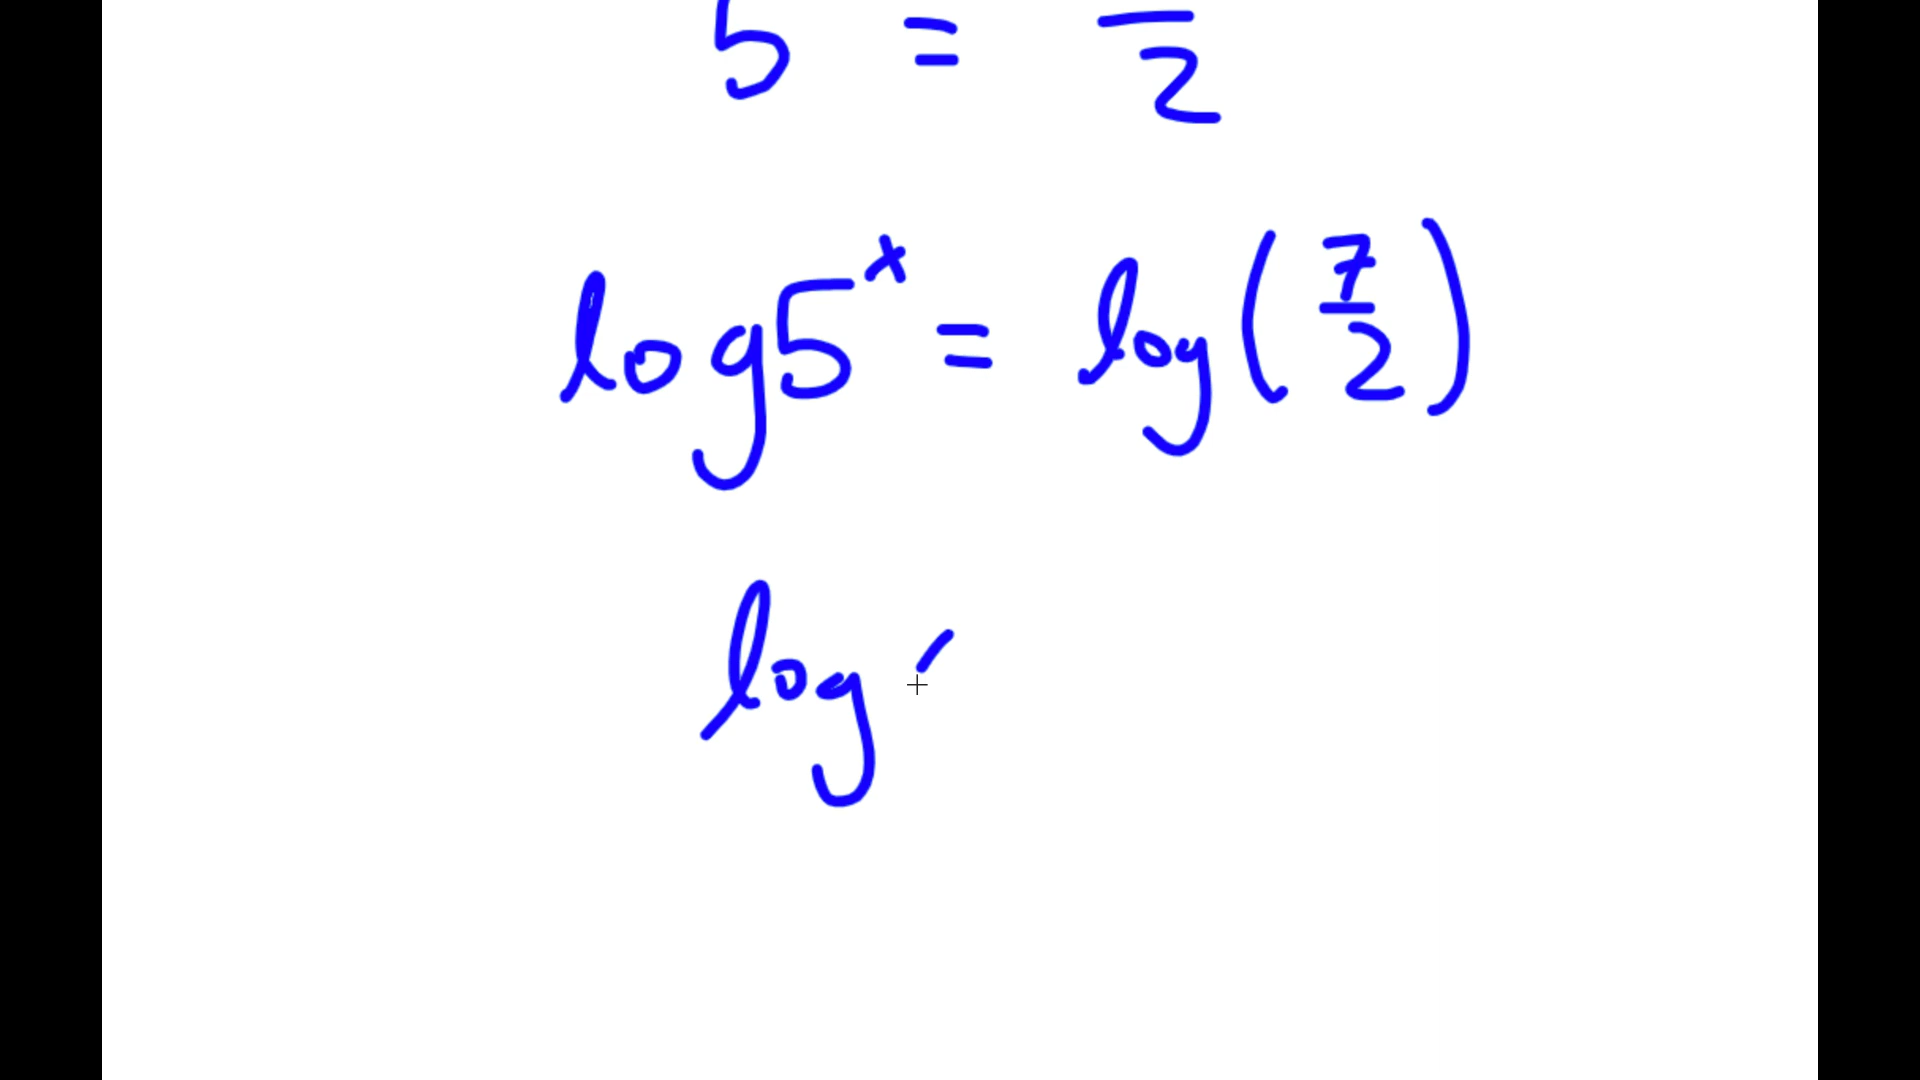 5 = /2
log5^x = log(7/2)
log (